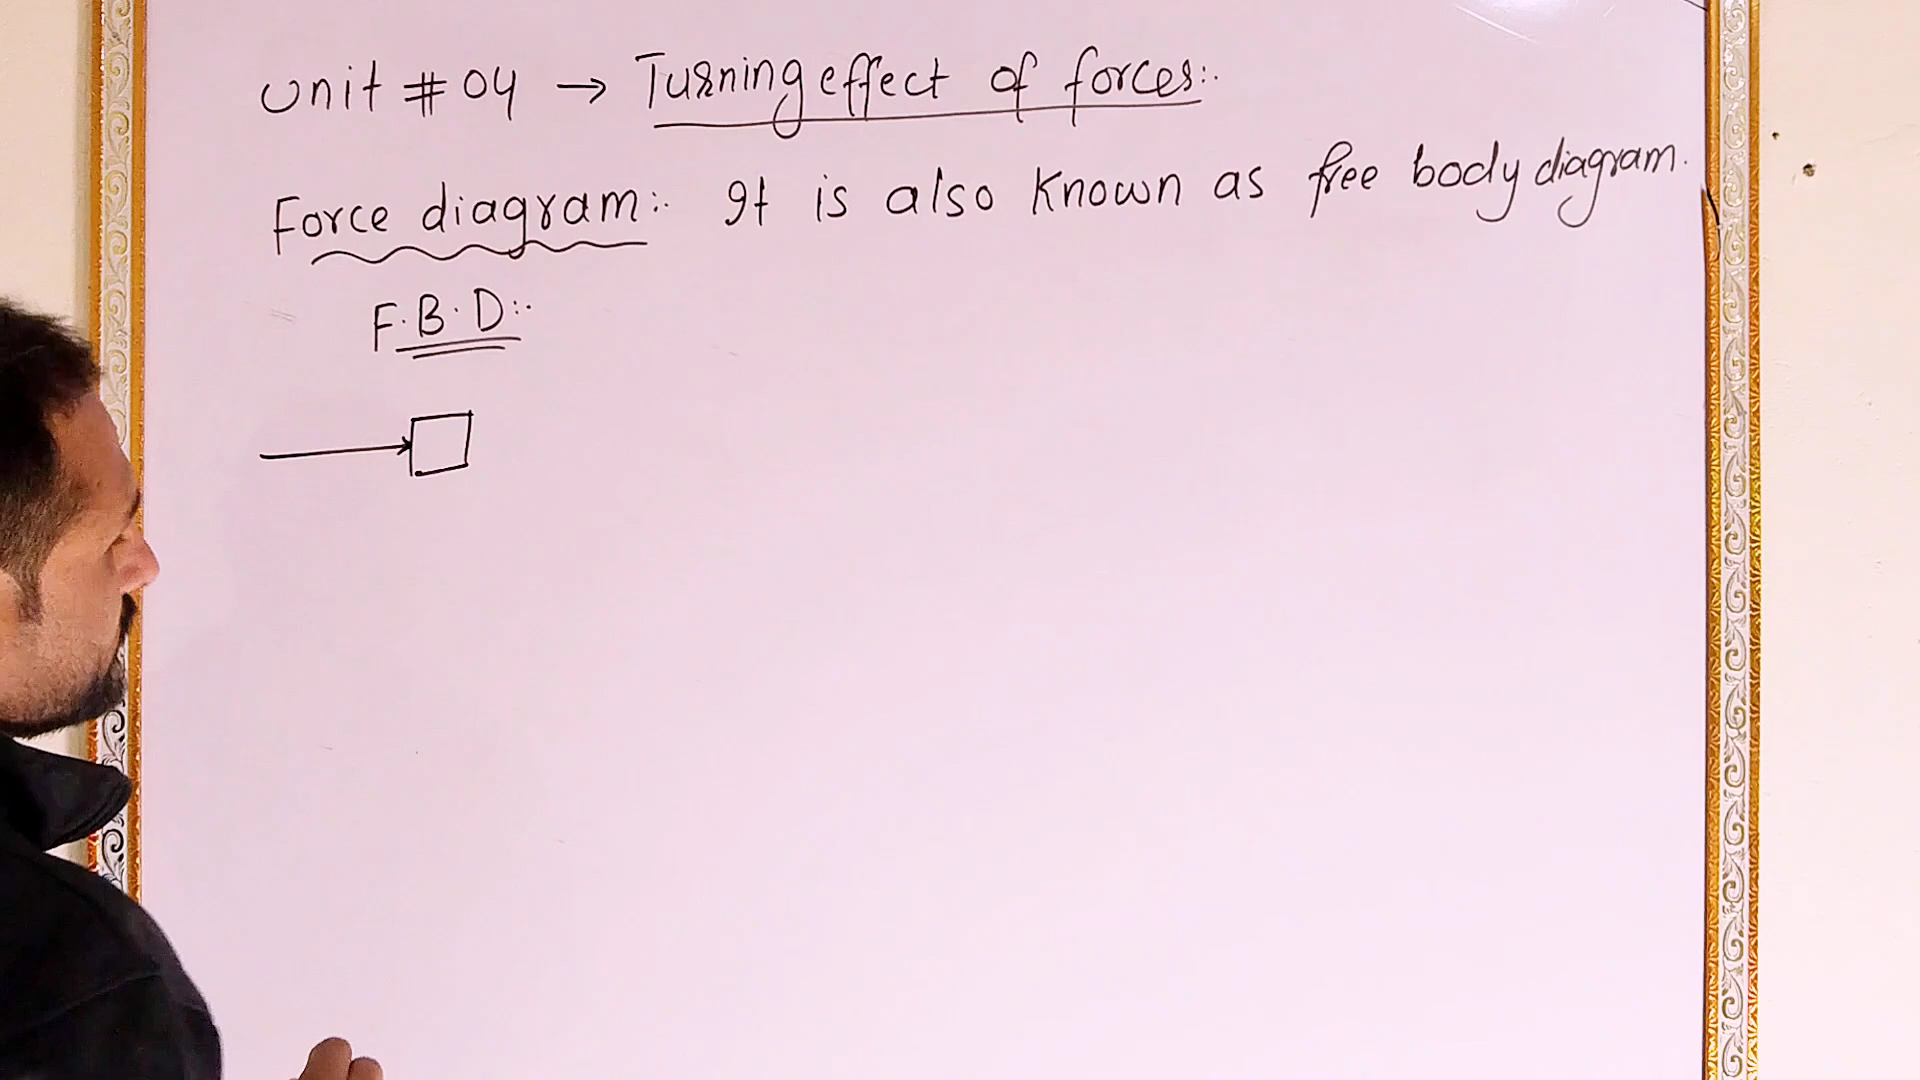 Unit # 04 → Turning effect of forces:.
Force diagram:. It is also known as free body diagram.
F.B.D:.